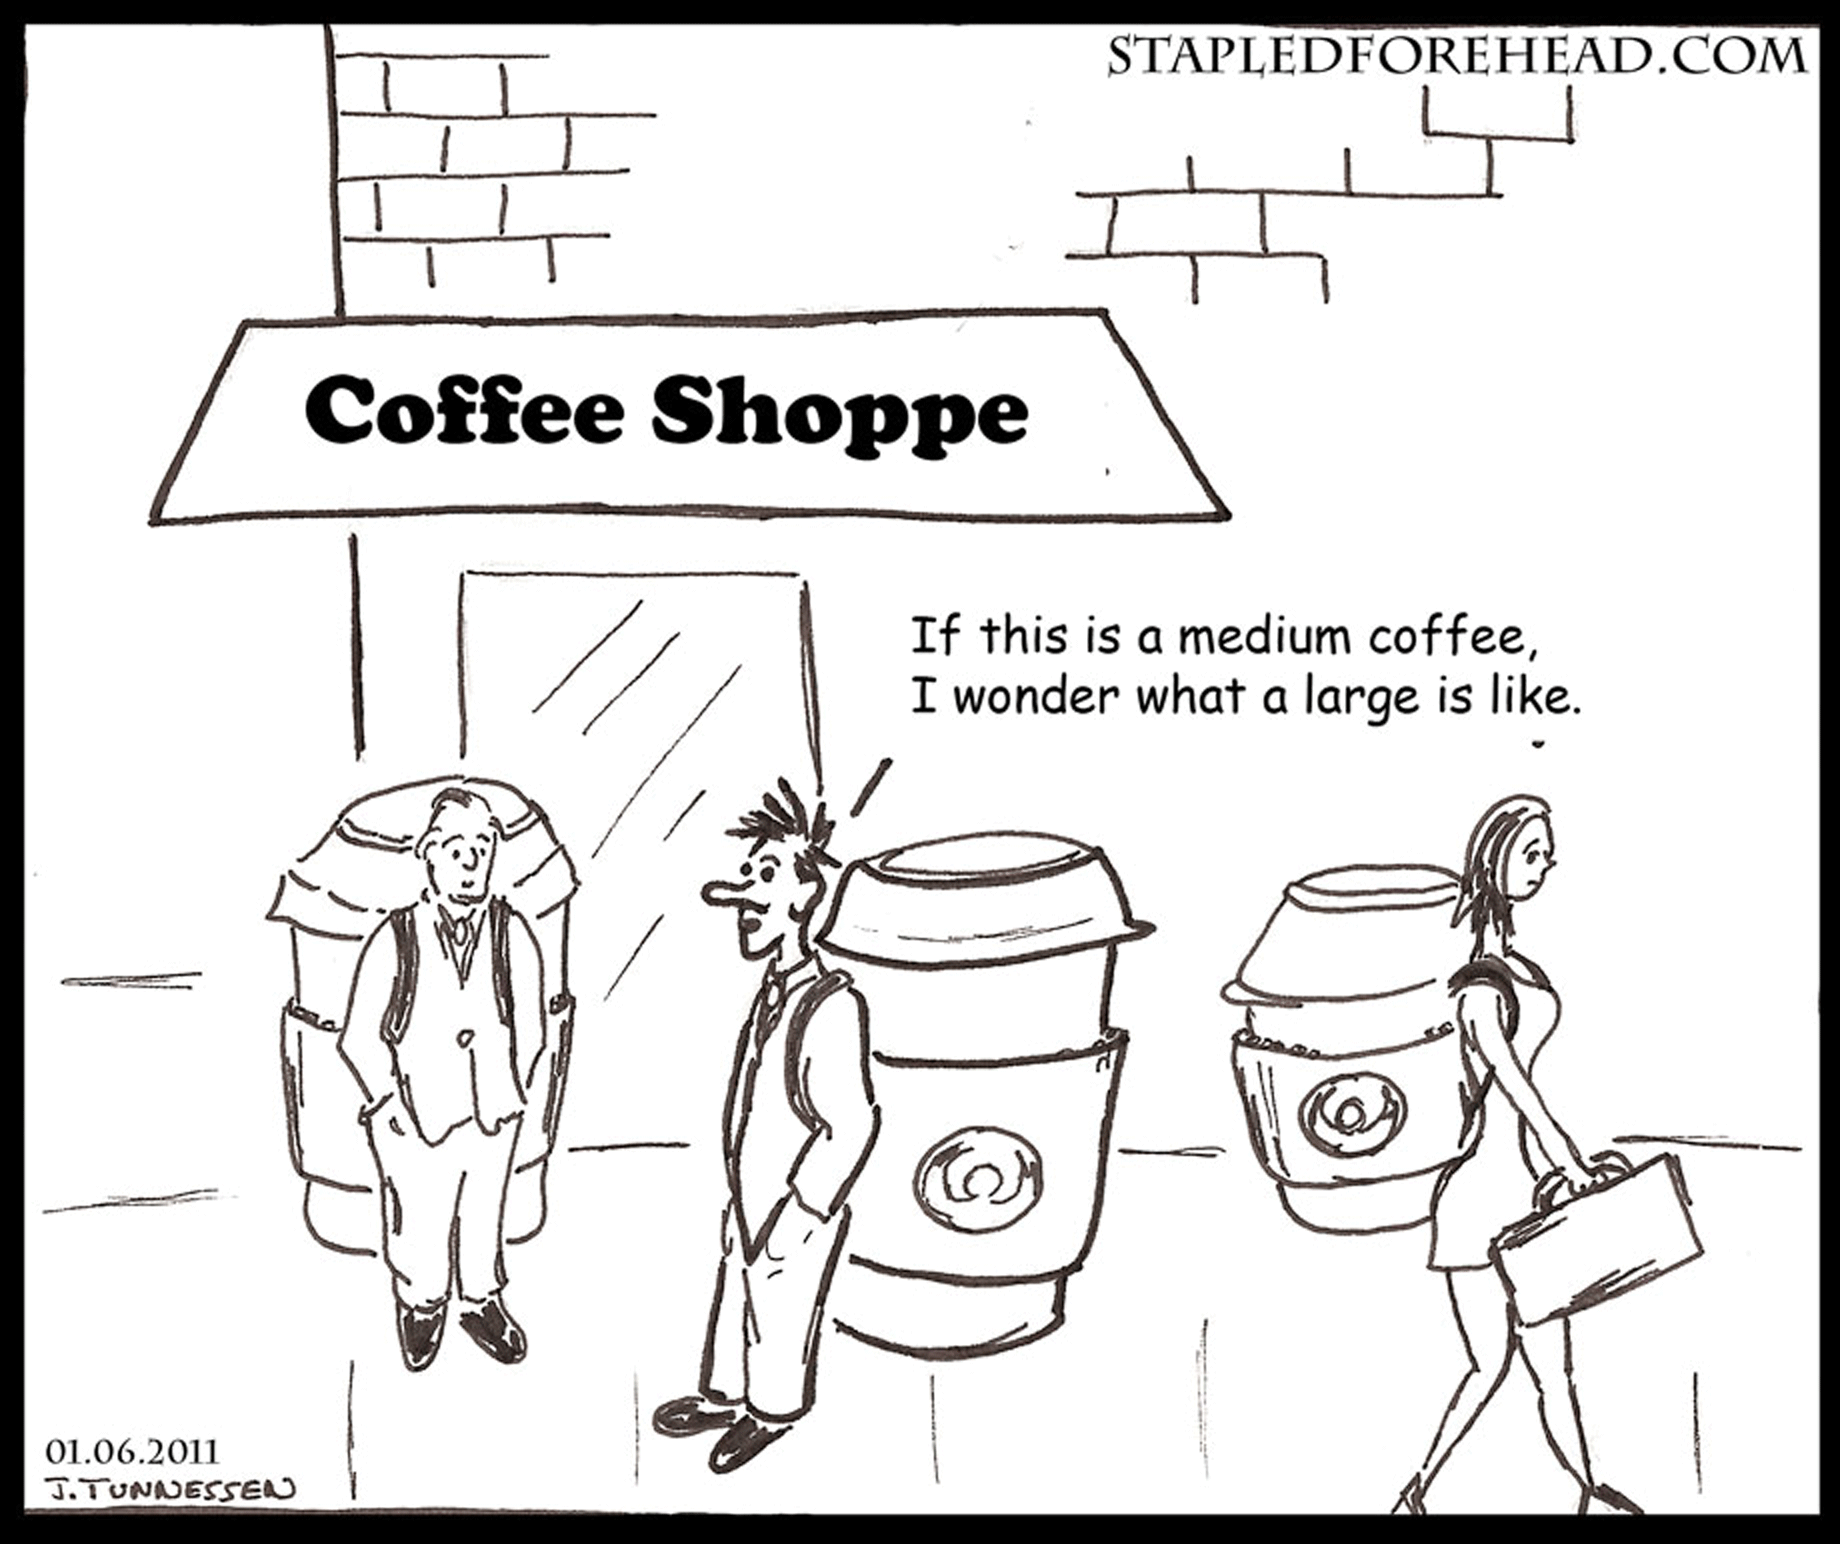 STAPLEDFOREHEAD.COM
Coffee Shoppe
If this is a medium coffee,
I wonder what a large is like.
01.06.2011
J.TUNNESSEN